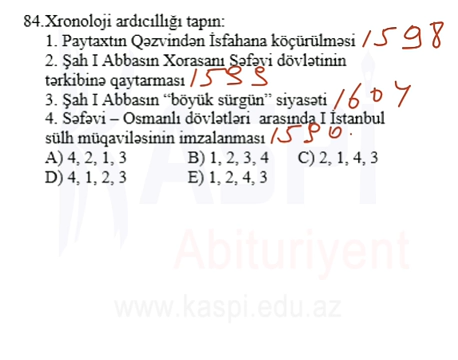 84.Xronoloji ardıcıllığı tapın:
1. Paytaxtın Qəzvindən İsfahana köçürülməsi 1598
2. Şah I Abbasın Xorasanı Səfəvi dövlətinin
tərkibinə qaytarması 1599
3. Şah I Abbasın “böyük sürgün” siyasəti 1604
4. Səfəvi – Osmanlı dövlətləri arasında I İstanbul
sülh müqaviləsinin imzalanması 1590.
A) 4, 2, 1, 3 B) 1, 2, 3, 4 C) 2, 1, 4, 3
D) 4, 1, 2, 3 E) 1, 2, 4, 3
KASPI
Abituriyent
www.kaspi.edu.az